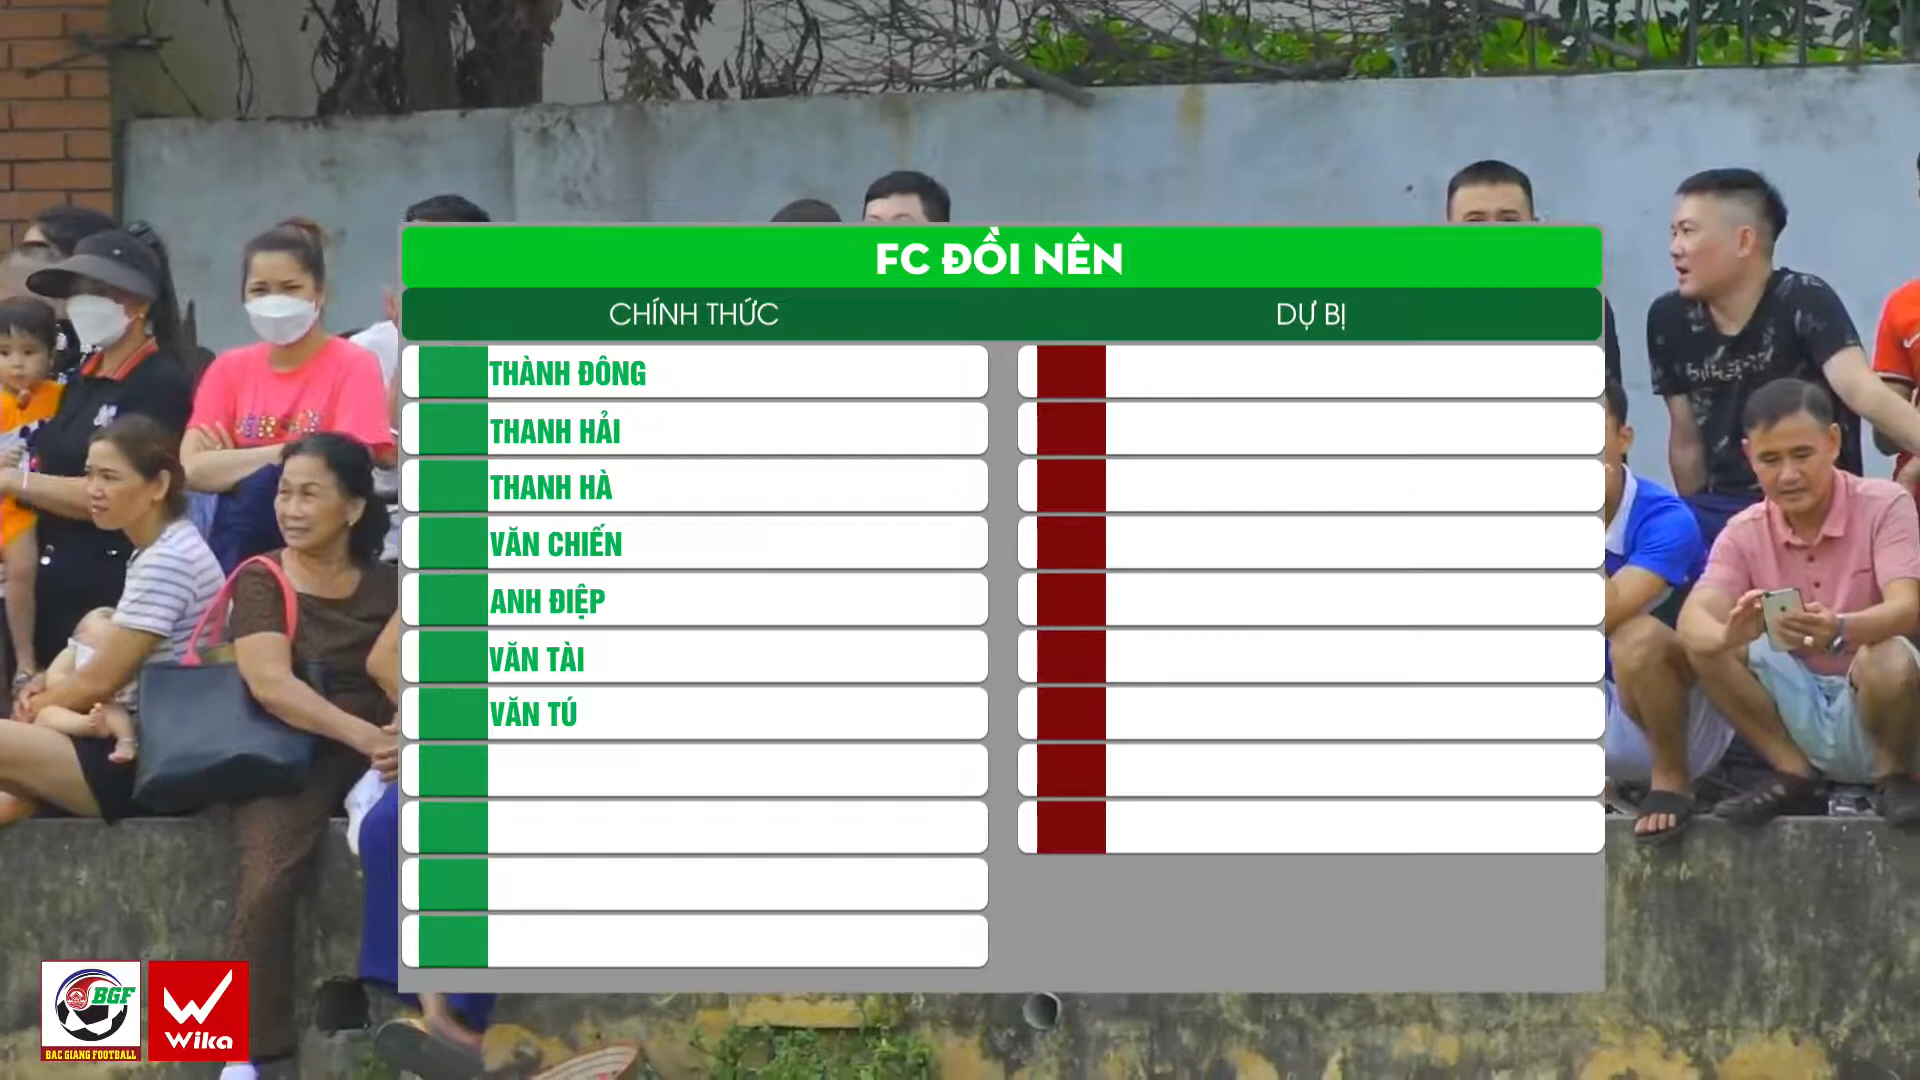 FC ĐỒI NÊN
CHÍNH THỨC
DỰ BỊ
THÀNH ĐÔNG
THANH HẢI
THANH HÀ
VĂN CHIẾN
ANH ĐIỆP
VĂN TÀI
VĂN TÚ
BGF
BAC GIANG FOOTBALL
Wika